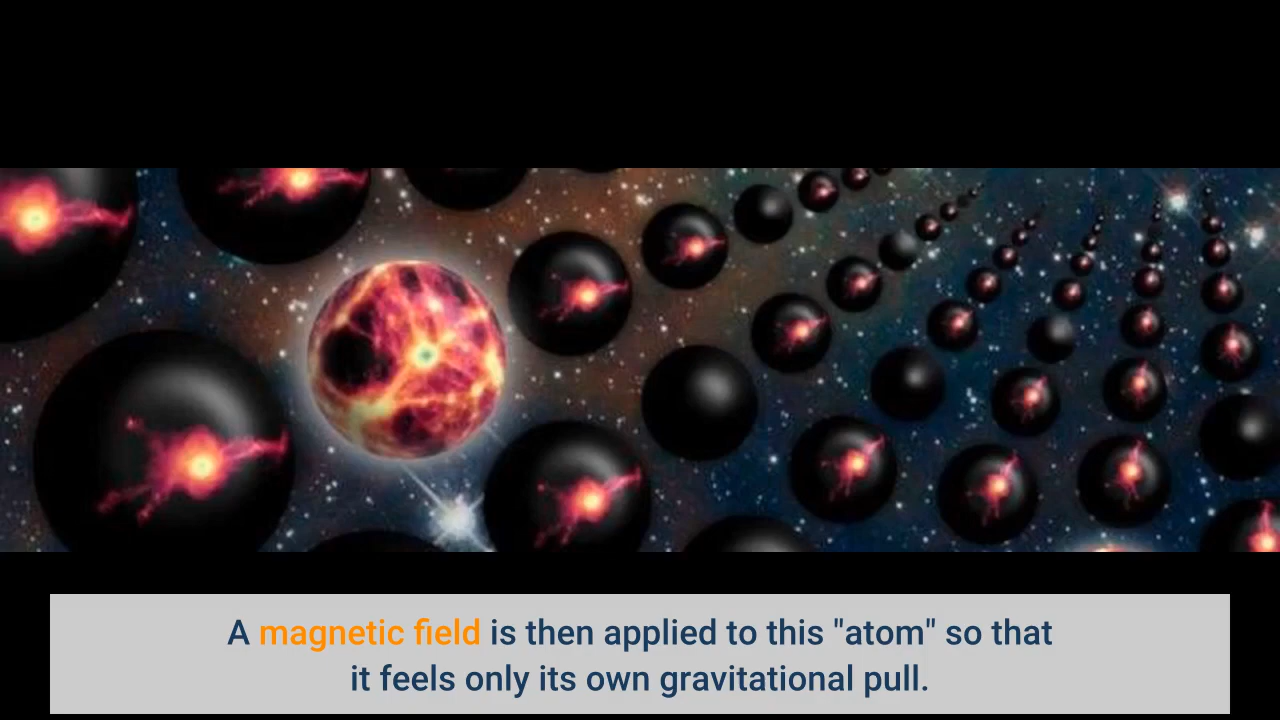 A magnetic field is then applied to this "atom" so that
it feels only its own gravitational pull.